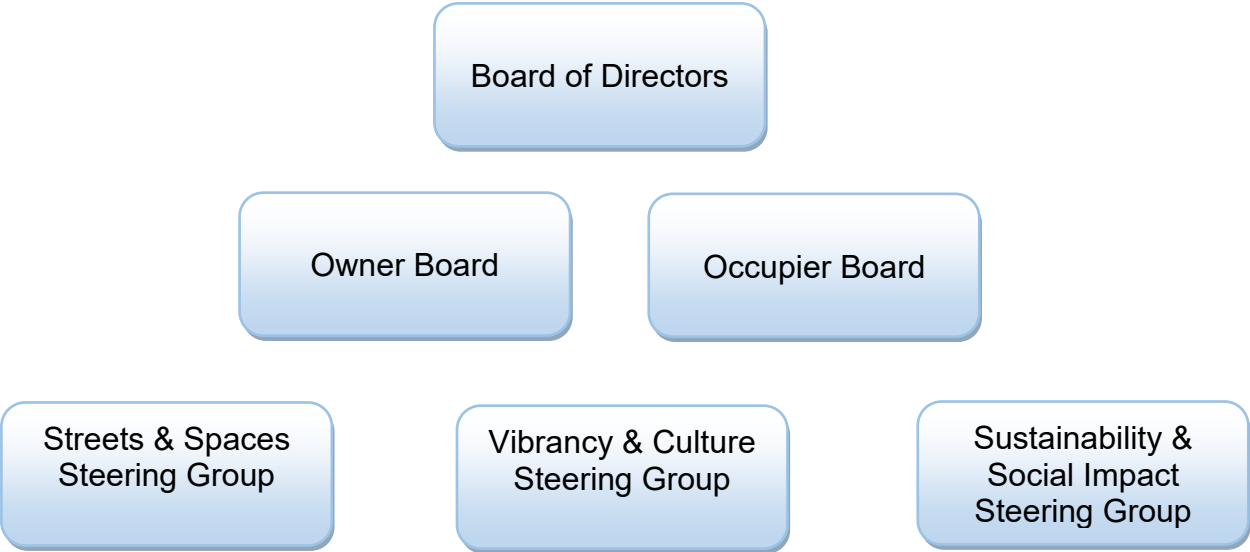 Board of Directors
Owner Board
Occupier Board
Streets & Spaces
Steering Group
Vibrancy & Culture
Steering Group
Sustainability &
Social Impact
Steering Group